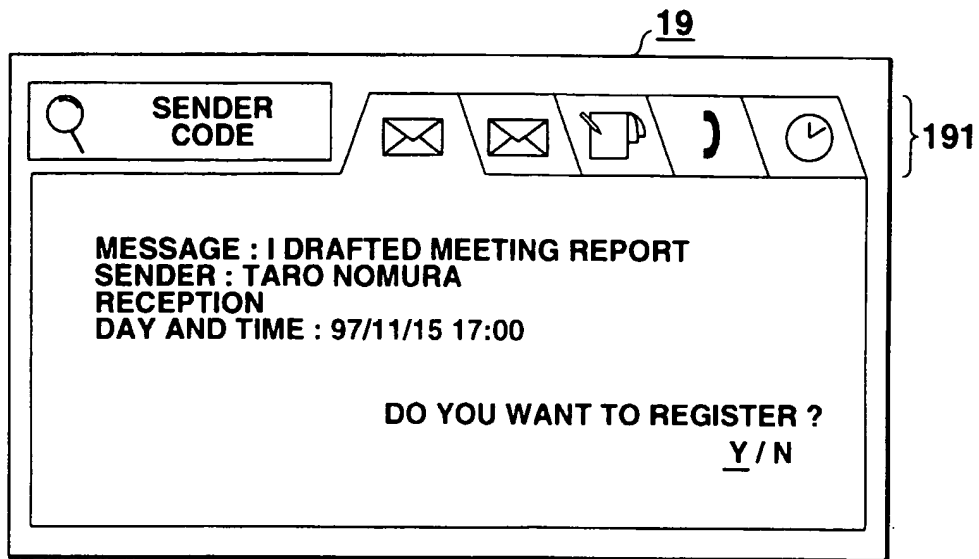 19
SENDER
CODE
191
MESSAGE : I DRAFTED MEETING REPORT
SENDER : TARO NOMURA
RECEPTION
DAY AND TIME : 97/11/15 17:00
DO YOU WANT TO REGISTER ?
Y / N